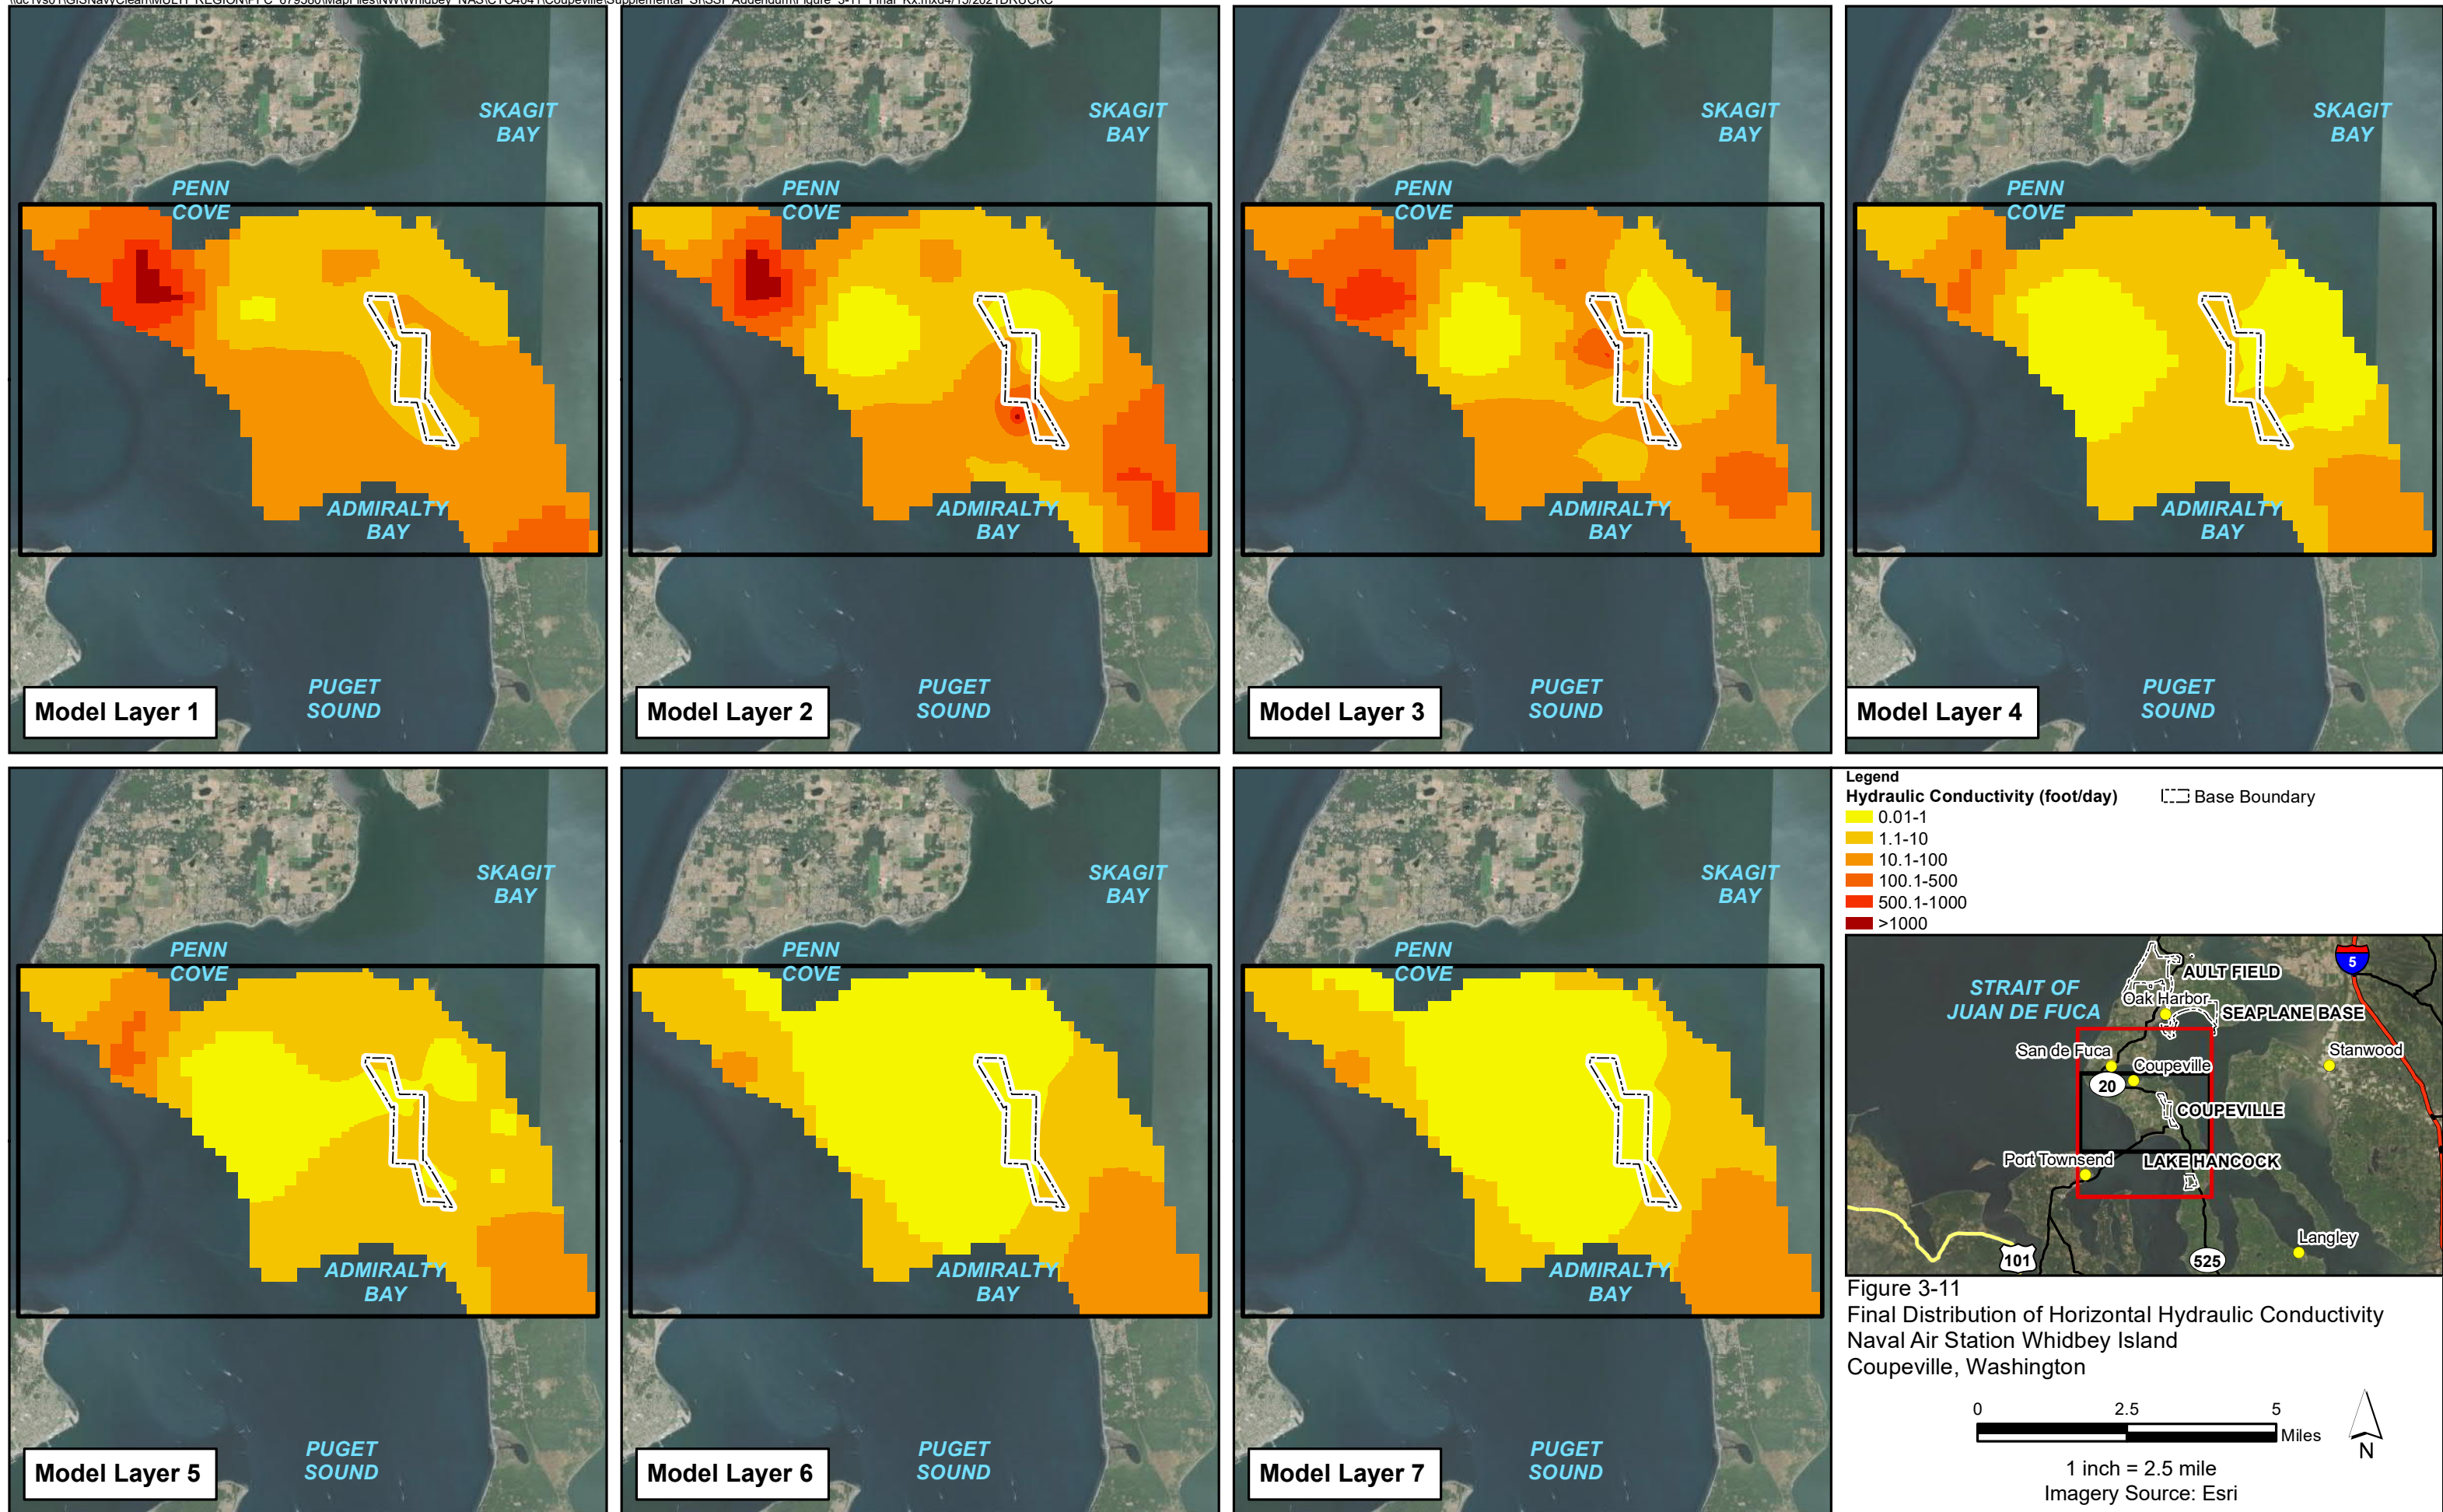 SKAGIT
BAY
PENN
COVE
ADMIRALTY
BAY
PUGET
SOUND
Model Layer 1
SKAGIT
BAY
PENN
COVE
ADMIRALTY
BAY
PUGET
SOUND
Model Layer 2
SKAGIT
BAY
PENN
COVE
ADMIRALTY
BAY
PUGET
SOUND
Model Layer 3
SKAGIT
BAY
PENN
COVE
ADMIRALTY
BAY
PUGET
SOUND
Model Layer 4
SKAGIT
BAY
PENN
COVE
ADMIRALTY
BAY
PUGET
SOUND
Model Layer 5
SKAGIT
BAY
PENN
COVE
ADMIRALTY
BAY
PUGET
SOUND
Model Layer 6
SKAGIT
BAY
PENN
COVE
ADMIRALTY
BAY
PUGET
SOUND
Model Layer 7
Legend
Hydraulic Conductivity (foot/day)
0.01-1
1.1-10
10.1-100
100.1-500
500.1-1000
>1000
Base Boundary
STRAIT OF
JUAN DE FUCA
AULT FIELD
Oak Harbor
SEAPLANE BASE
5
San de Fuca
Coupeville
Stanwood
20
COUPEVILLE
Port Townsend
LAKE HANCOCK
Langley
101
525
Figure 3-11
Final Distribution of Horizontal Hydraulic Conductivity
Naval Air Station Whidbey Island
Coupeville, Washington
0 2.5 5
Miles
N
1 inch = 2.5 mile
Imagery Source: Esri